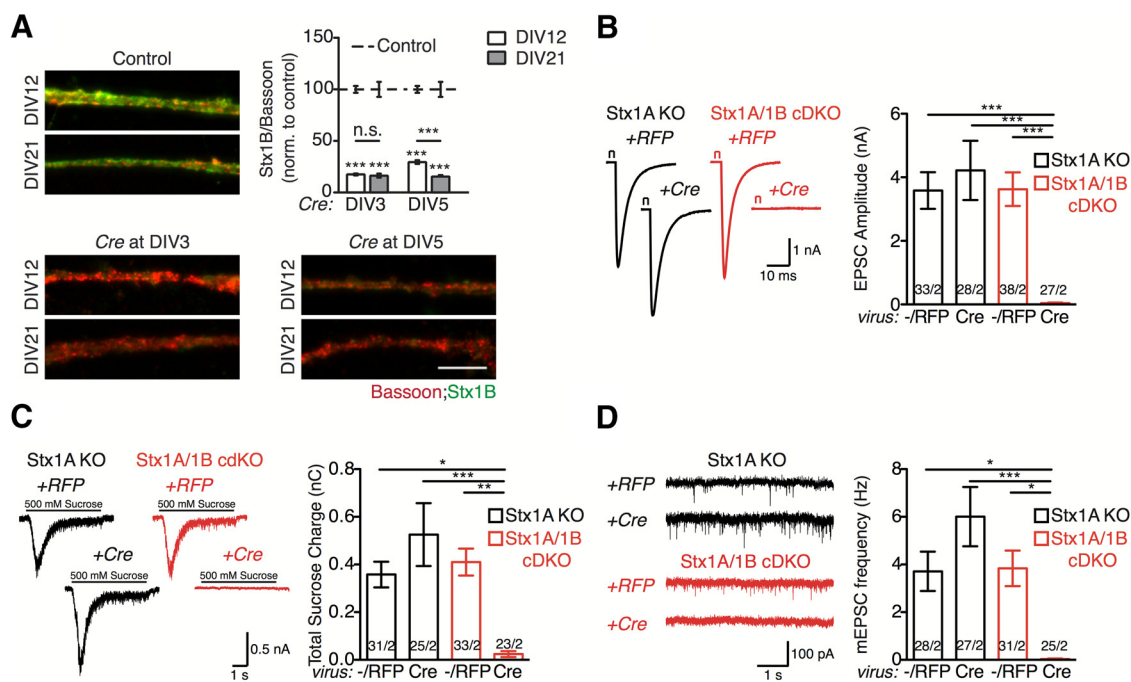 A
Control
DIV12
DIV21
Stx1B/Bassoon
(norm. to control)
150
100
50
0
Control
DIV12
DIV21
n.s.
***
*** ***
***
***
Cre: DIV3 DIV5
Cre at DIV3
Cre at DIV5
DIV12
DIV21
DIV12
DIV21
Bassoon;Stx1B
B
Stx1A KO
+RFP
Stx1A/1B cDKO
+RFP
n
n
+Cre
n
+Cre
n
1 nA
10 ms
EPSC Amplitude (nA)
6
4
2
0
***
***
***
Stx1A KO
Stx1A/1B
cDKO
33/2 28/2 38/2 27/2
virus: -/RFP Cre -/RFP Cre
C
Stx1A KO
+RFP
500 mM Sucrose
Stx1A/1B cdKO
+RFP
500 mM Sucrose
+Cre
500 mM Sucrose
+Cre
500 mM Sucrose
0.5 nA
1 s
Total Sucrose Charge (nC)
0.8
0.6
0.4
0.2
0.0
*
***
**
Stx1A KO
Stx1A/1B
cDKO
31/2 25/2 33/2 23/2
virus: -/RFP Cre -/RFP Cre
D
Stx1A KO
+RFP
+Cre
Stx1A/1B cDKO
+RFP
+Cre
100 pA
1 s
mEPSC frequency (Hz)
8
6
4
2
0
*
***
*
Stx1A KO
Stx1A/1B
cDKO
28/2 27/2 31/2 25/2
virus: -/RFP Cre -/RFP Cre